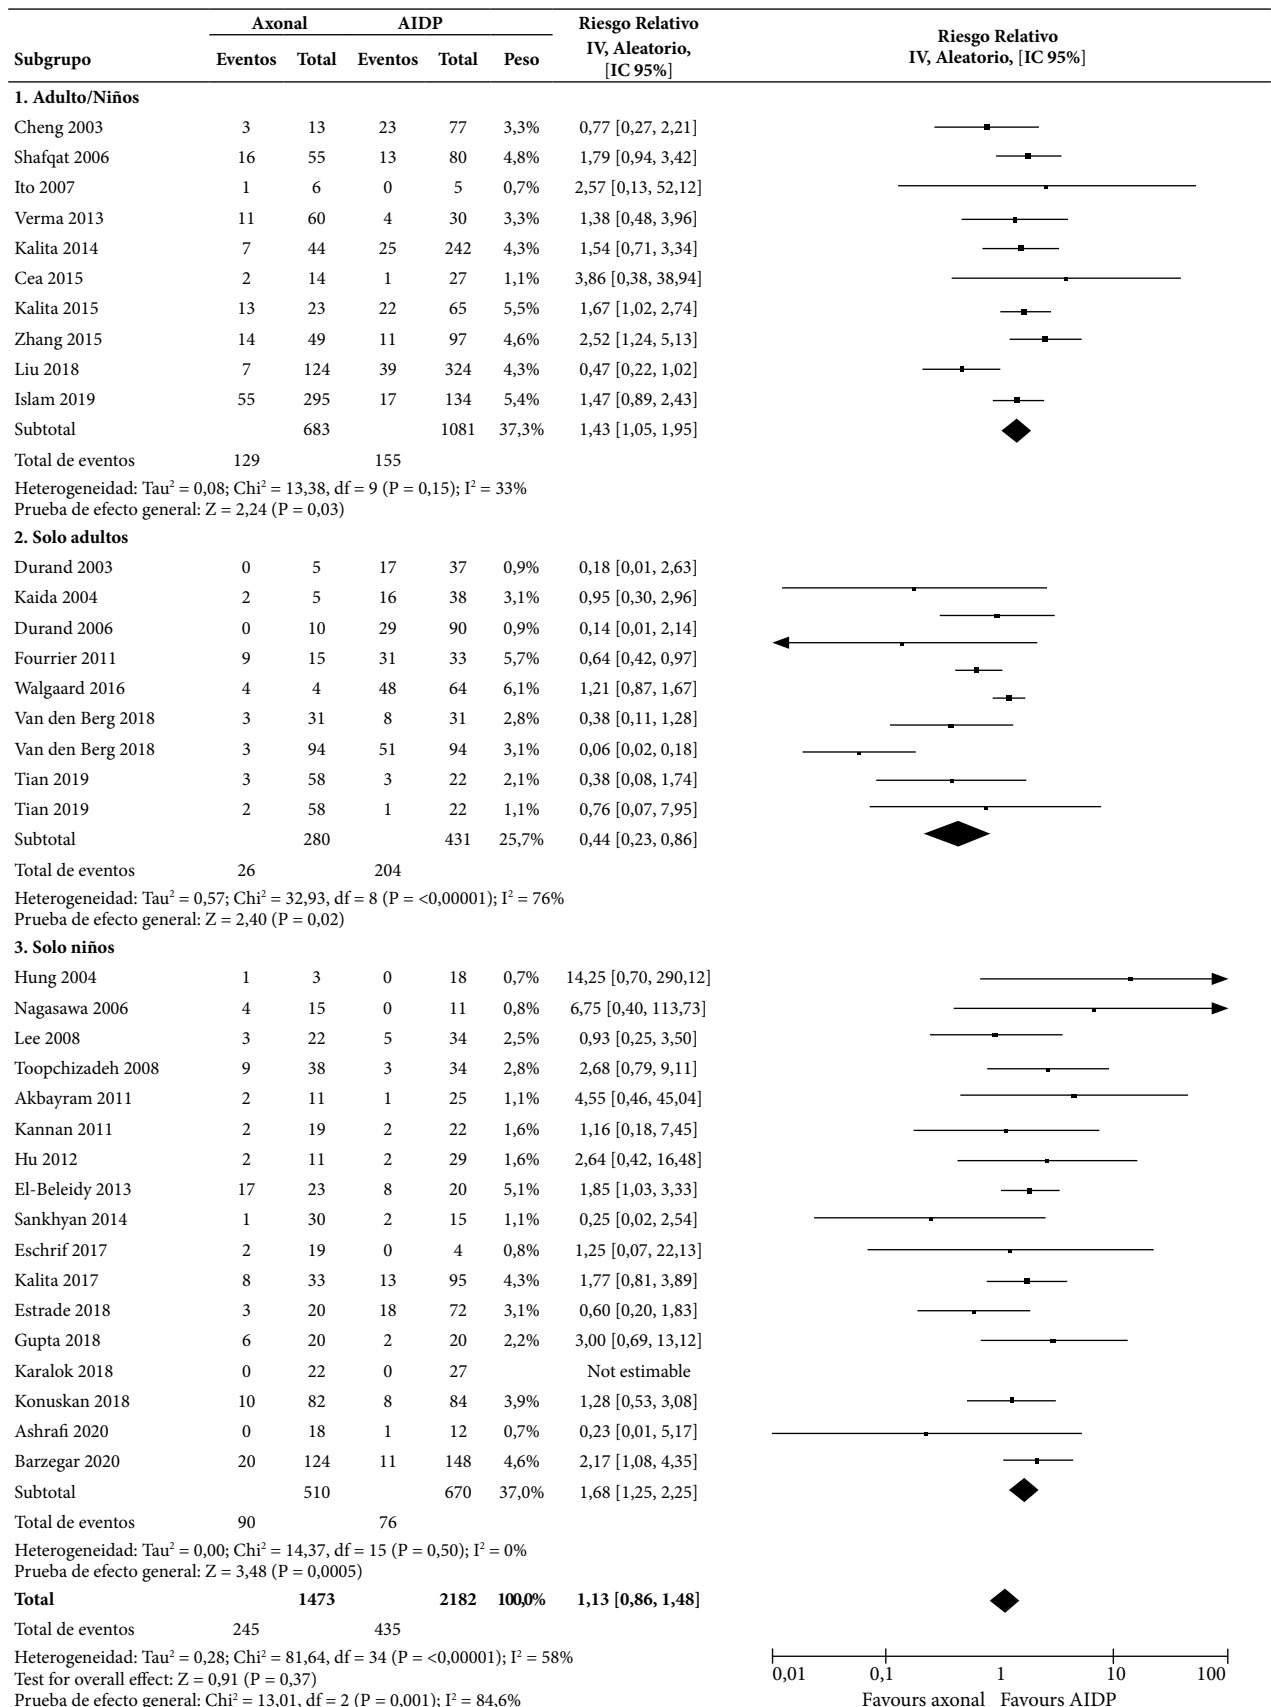 Axonal AIDP Riesgo Relativo
Subgrupo Eventos Total Eventos Total Peso IV, Aleatorio, [IC 95%] Riesgo Relativo IV, Aleatorio, [IC 95%]
1. Adulto/Niños
Cheng 2003 3 13 23 77 3,3% 0,77 [0,27, 2,21]
Shafqat 2006 16 55 13 80 4,8% 1,79 [0,94, 3,42]
Ito 2007 1 6 0 5 0,7% 2,57 [0,13, 52,12]
Verma 2013 11 60 4 30 3,3% 1,38 [0,48, 3,96]
Kalita 2014 7 44 25 242 4,3% 1,54 [0,71, 3,34]
Cea 2015 2 14 1 27 1,1% 3,86 [0,38, 38,94]
Kalita 2015 13 23 22 65 5,5% 1,67 [1,02, 2,74]
Zhang 2015 14 49 11 97 4,6% 2,52 [1,24, 5,13]
Liu 2018 7 124 39 324 4,3% 0,47 [0,22, 1,02]
Islam 2019 55 295 17 134 5,4% 1,47 [0,89, 2,43]
Subtotal 683 1081 37,3% 1,43 [1,05, 1,95]
Total de eventos 129 155
Heterogeneidad: Tau² = 0,08; Chi² = 13,38, df = 9 (P = 0,15); I² = 33%
Prueba de efecto general: Z = 2,24 (P = 0,03)
2. Solo adultos
Durand 2003 0 5 17 37 0,9% 0,18 [0,01, 2,63]
Kaida 2004 2 5 16 38 3,1% 0,95 [0,30, 2,96]
Durand 2006 0 10 29 90 0,9% 0,14 [0,01, 2,14]
Fourrier 2011 9 15 31 33 5,7% 0,64 [0,42, 0,97]
Walgaard 2016 4 4 48 64 6,1% 1,21 [0,87, 1,67]
Van den Berg 2018 3 31 8 31 2,8% 0,38 [0,11, 1,28]
Van den Berg 2018 3 94 51 94 3,1% 0,06 [0,02, 0,18]
Tian 2019 3 58 3 22 2,1% 0,38 [0,08, 1,74]
Tian 2019 2 58 1 22 1,1% 0,76 [0,07, 7,95]
Subtotal 280 431 25,7% 0,44 [0,23, 0,86]
Total de eventos 26 204
Heterogeneidad: Tau² = 0,57; Chi² = 32,93, df = 8 (P = <0,00001); I² = 76%
Prueba de efecto general: Z = 2,40 (P = 0,02)
3. Solo niños
Hung 2004 1 3 0 18 0,7% 14,25 [0,70, 290,12]
Nagasawa 2006 4 15 0 11 0,8% 6,75 [0,40, 113,73]
Lee 2008 3 22 5 34 2,5% 0,93 [0,25, 3,50]
Toopchizadeh 2008 9 38 3 34 2,8% 2,68 [0,79, 9,11]
Akbayram 2011 2 11 1 25 1,1% 4,55 [0,46, 45,04]
Kannan 2011 2 19 2 22 1,6% 1,16 [0,18, 7,45]
Hu 2012 2 11 2 29 1,6% 2,64 [0,42, 16,48]
El-Beleidy 2013 17 23 8 20 5,1% 1,85 [1,03, 3,33]
Sankhyan 2014 1 30 2 15 1,1% 0,25 [0,02, 2,54]
Eschrif 2017 2 19 0 4 0,8% 1,25 [0,07, 22,13]
Kalita 2017 8 33 13 95 4,3% 1,77 [0,81, 3,89]
Estrade 2018 3 20 18 72 3,1% 0,60 [0,20, 1,83]
Gupta 2018 6 20 2 20 2,2% 3,00 [0,69, 13,12]
Karalok 2018 0 22 0 27 Not estimable
Konuskan 2018 10 82 8 84 3,9% 1,28 [0,53, 3,08]
Ashrafi 2020 0 18 1 12 0,7% 0,23 [0,01, 5,17]
Barzegar 2020 20 124 11 148 4,6% 2,17 [1,08, 4,35]
Subtotal 510 670 37,0% 1,68 [1,25, 2,25]
Total de eventos 90 76
Heterogeneidad: Tau² = 0,00; Chi² = 14,37, df = 15 (P = 0,50); I² = 0%
Prueba de efecto general: Z = 3,48 (P = 0,0005)
Total 1473 2182 100,0% 1,13 [0,86, 1,48]
Total de eventos 245 435
Heterogeneidad: Tau² = 0,28; Chi² = 81,64, df = 34 (P = <0,00001); I² = 58%
Test for overall effect: Z = 0,91 (P = 0,37)
Prueba de efecto general: Chi² = 13,01, df = 2 (P = 0,001); I² = 84,6%
0,01 0,1 1 10 100
Favours axonal Favours AIDP